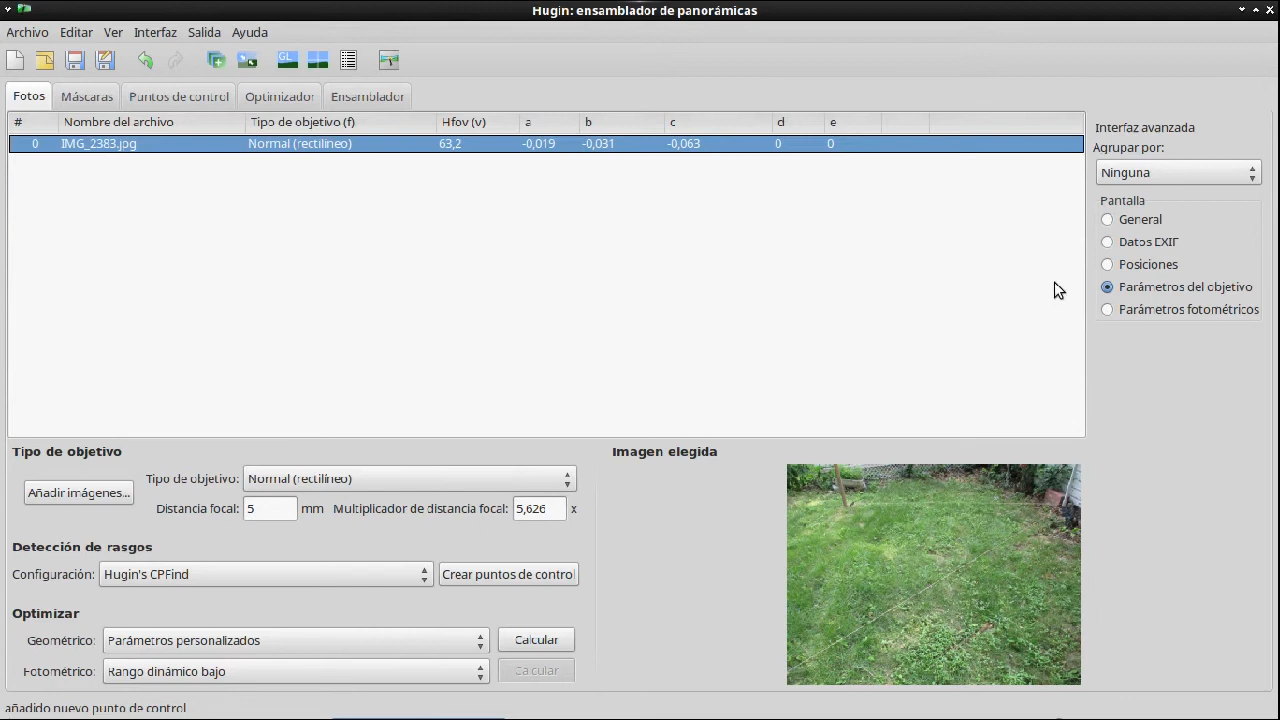 Hugin: ensamblador de panorámicas
Archivo Editar Ver Interfaz Salida Ayuda
GL
Fotos Máscaras Puntos de control Optimizador Ensamblador
# Nombre del archivo Tipo de objetivo (f) Hfov (v) a b c d e
0 IMG_2383.jpg Normal (rectilíneo) 63,2 -0,019 -0,031 -0,063 0 0
Interfaz avanzada
Agrupar por:
Ninguna
Pantalla
General
Datos EXIF
Posiciones
Parámetros del objetivo
Parámetros fotométricos
Tipo de objetivo
Añadir imágenes...
Tipo de objetivo: Normal (rectilíneo)
Distancia focal: 5 mm Multiplicador de distancia focal: 5,626 x
Detección de rasgos
Configuración: Hugin's CPFind Crear puntos de control
Optimizar
Geométrico: Parámetros personalizados Calcular
Fotométrico: Rango dinámico bajo Calcular
Imagen elegida
añadido nuevo punto de control